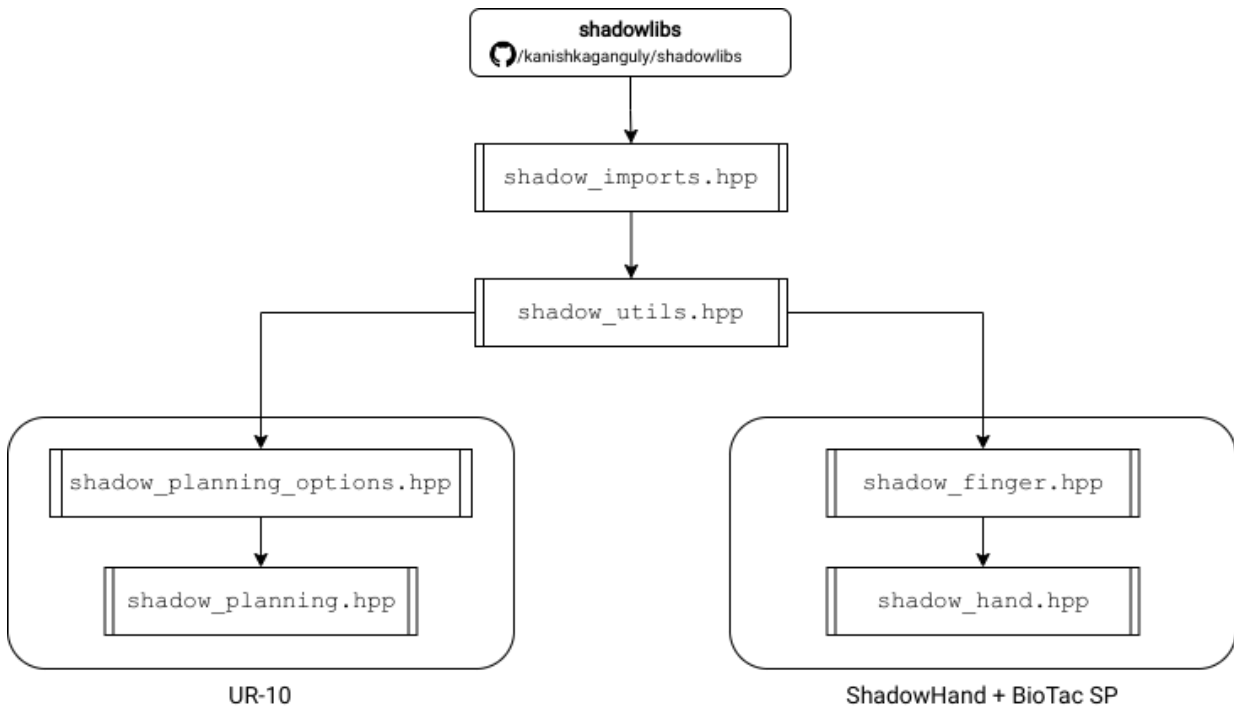 shadowlibs
/kanishkaganguly/shadowlibs
shadow_imports.hpp
shadow_utils.hpp
shadow_planning_options.hpp
shadow_planning.hpp
UR-10
shadow_finger.hpp
shadow_hand.hpp
ShadowHand + BioTac SP